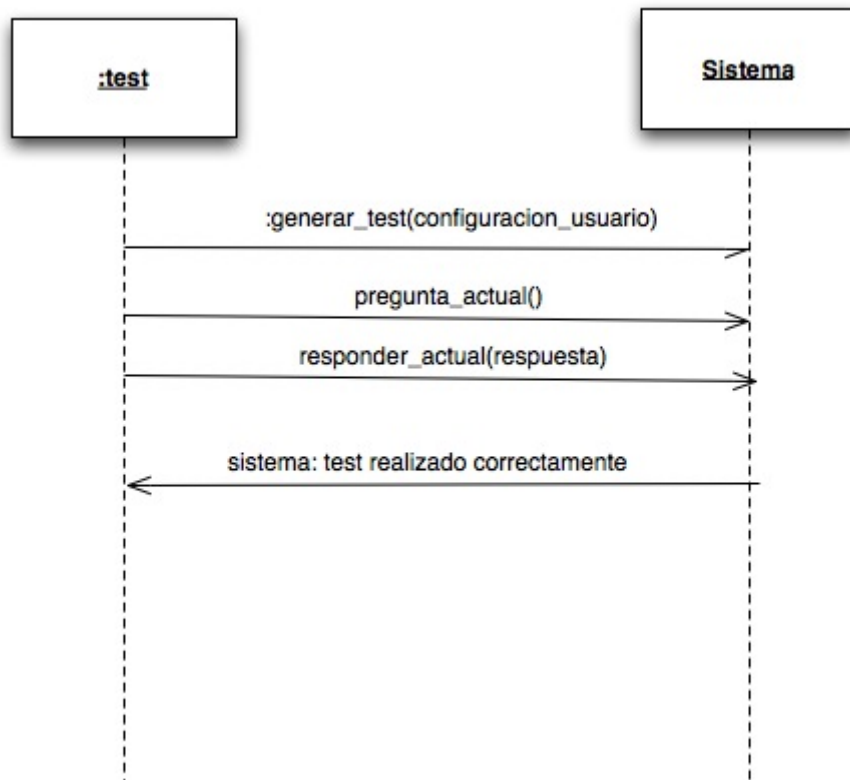 :test
Sistema
:generar_test(configuracion_usuario)
pregunta_actual()
responder_actual(respuesta)
sistema: test realizado correctamente